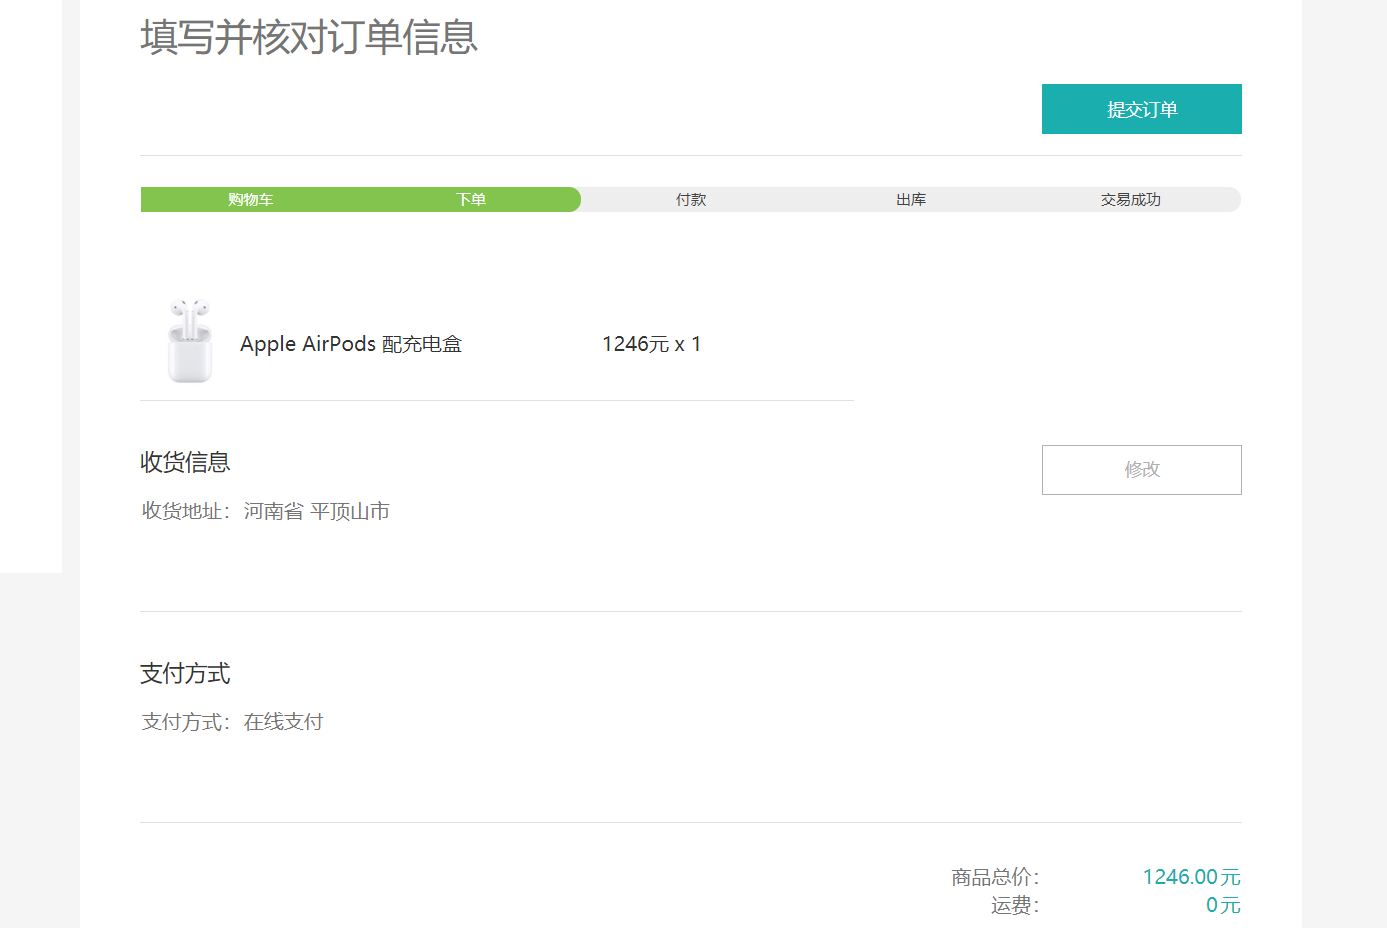 填写并核对订单信息
提交订单
购物车 下单 付款 出库 交易成功
Apple AirPods 配充电盒 1246元 x 1
收货信息
修改
收货地址：河南省 平顶山市
支付方式
支付方式：在线支付
商品总价： 1246.00元
运费： 0元